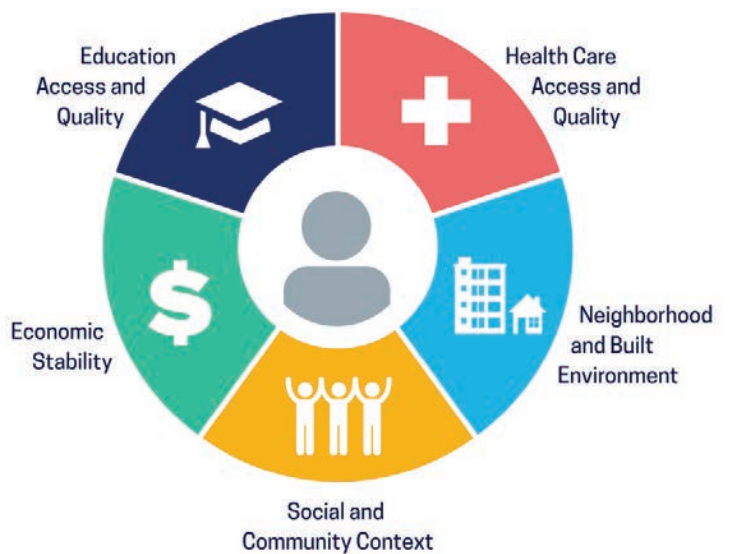 Education
Access and
Quality
Health Care
Access and
Quality
Economic
Stability
$
Neighborhood
and Built
Environment
Social and
Community Context